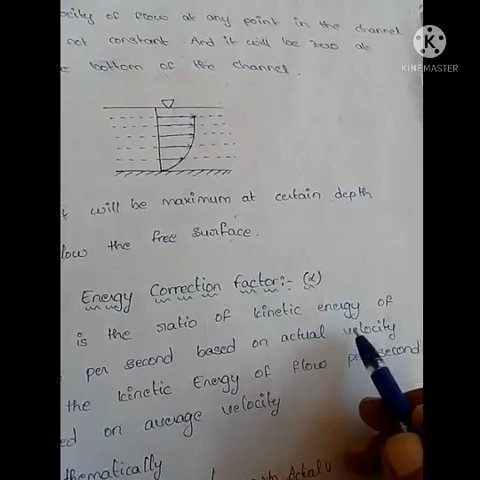 ocity of flow at any point in the channel
not constant. And it will be zero at
bottom of the channel.
KINEMASTER
will be maximum at certain depth
low the free surface.
Energy Correction factor:- (α)
is the ratio of kinetic energy of
per second based on actual velocity
the kinetic Energy of flow per second
ed on average velocity
thematically
Actual